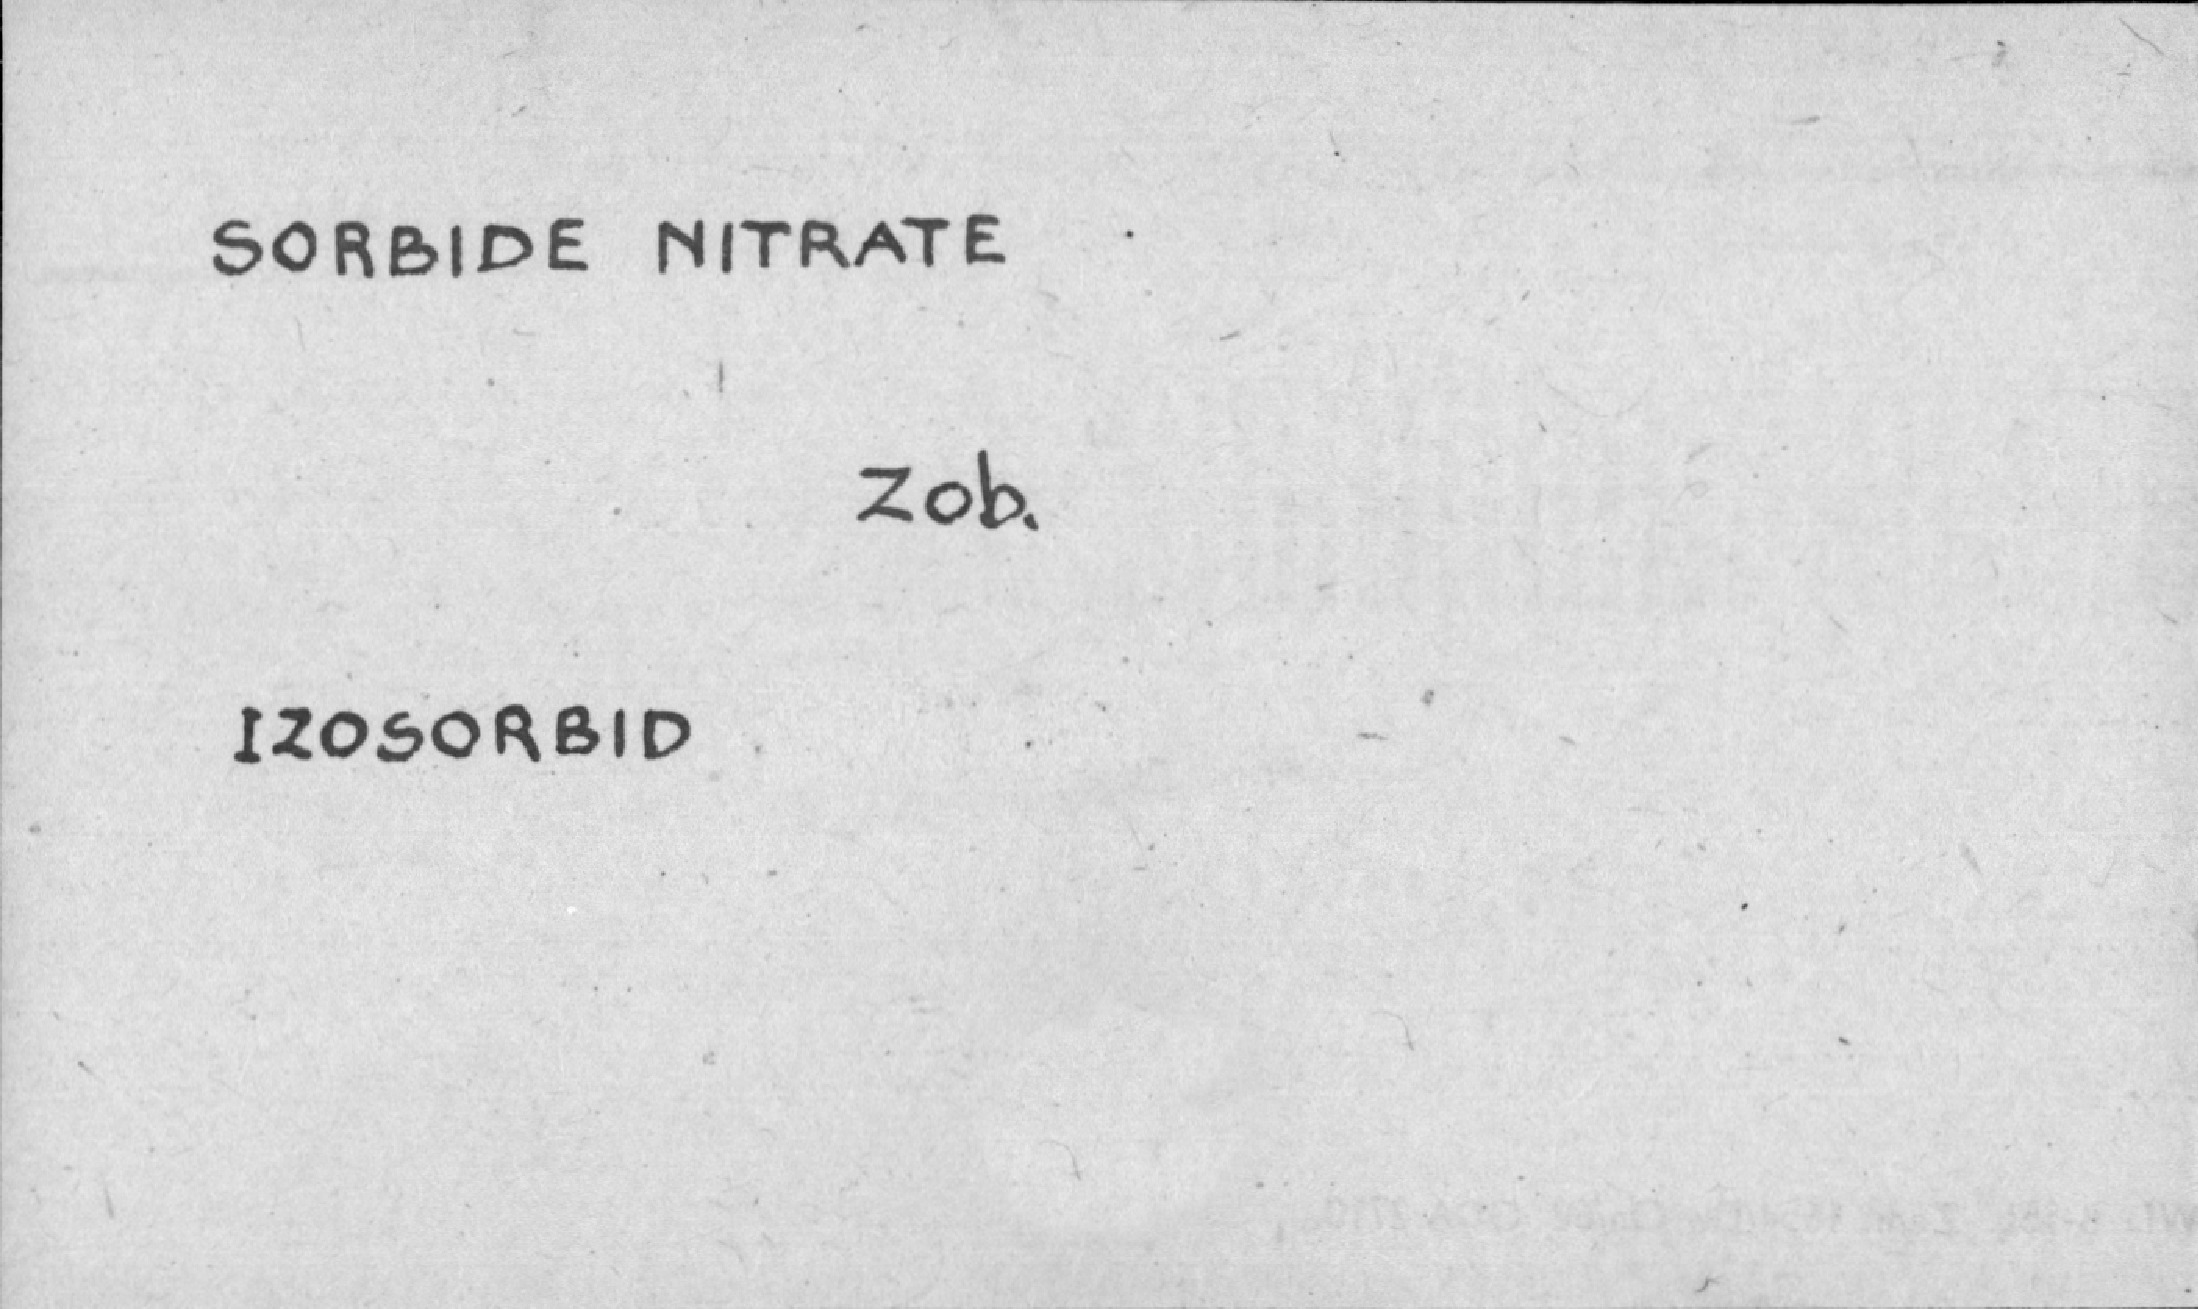 SORBIDE NITRATE
Zob.
IZOSORBID